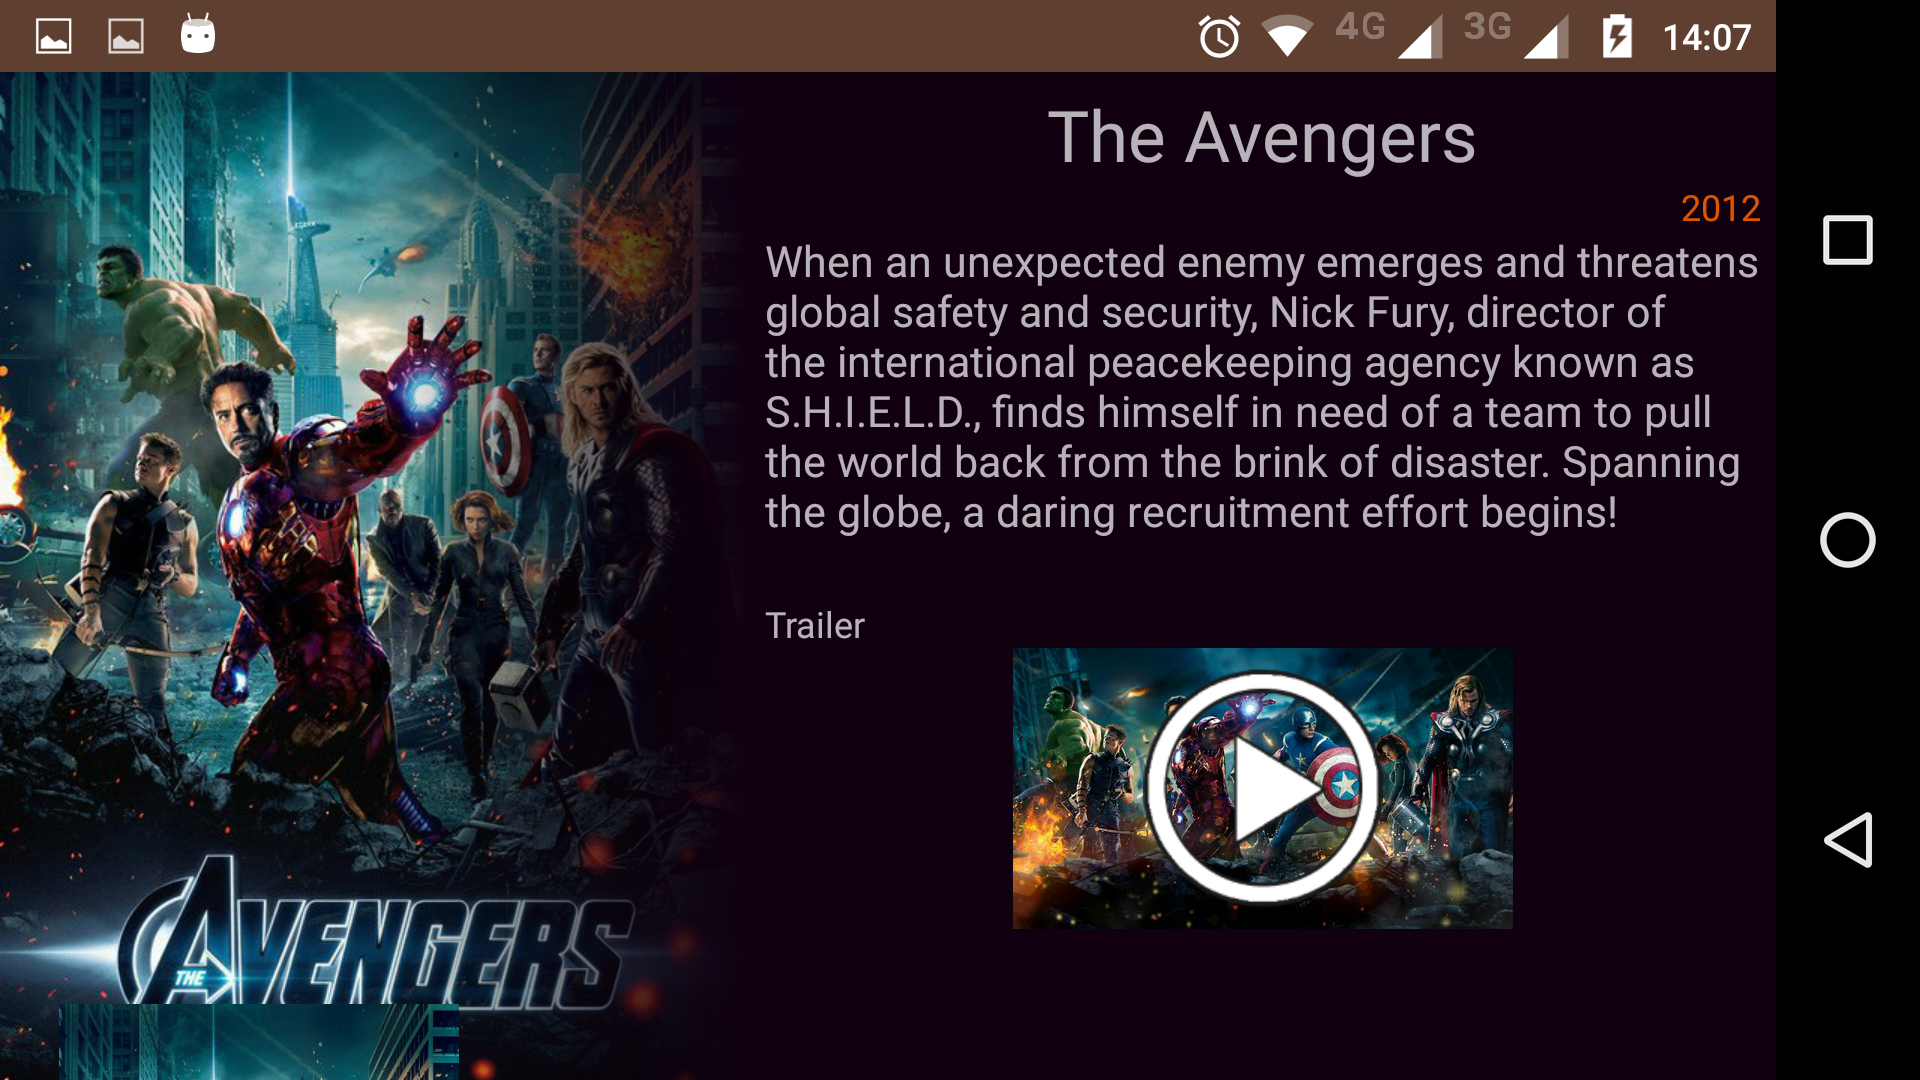 4G 3G 14:07
The Avengers
2012
When an unexpected enemy emerges and threatens
global safety and security, Nick Fury, director of
the international peacekeeping agency known as
S.H.I.E.L.D., finds himself in need of a team to pull
the world back from the brink of disaster. Spanning
the globe, a daring recruitment effort begins!
Trailer
THE AVENGERS